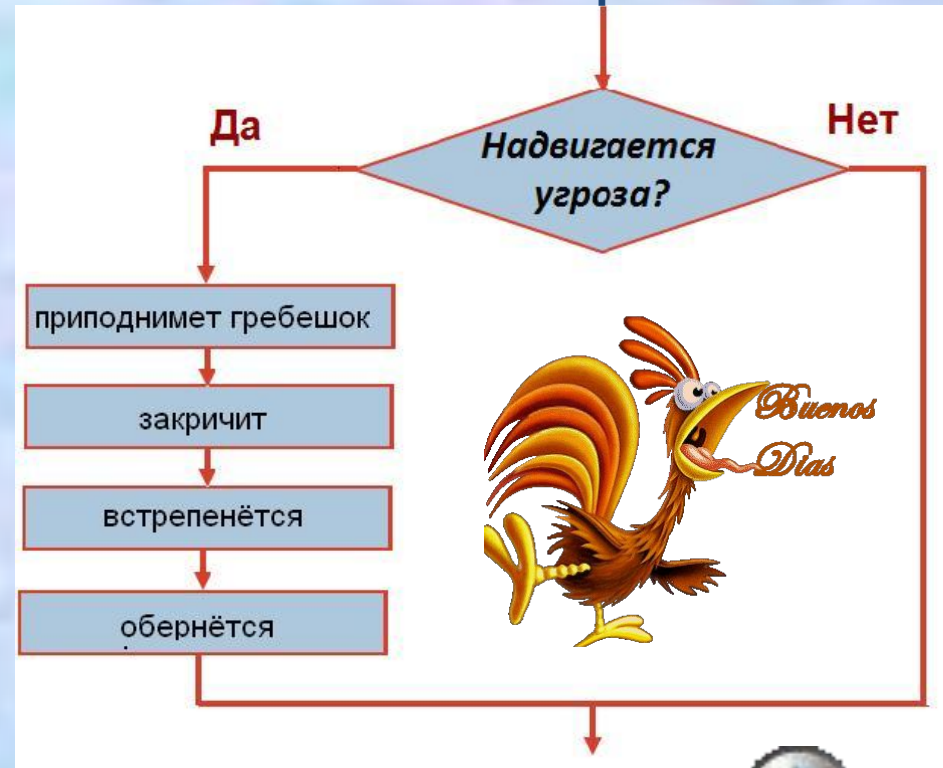 Да
Нет
Надвигается
угроза?
приподнимет гребешок
закричит
встрепенётся
обернётся
Buenos
Dias